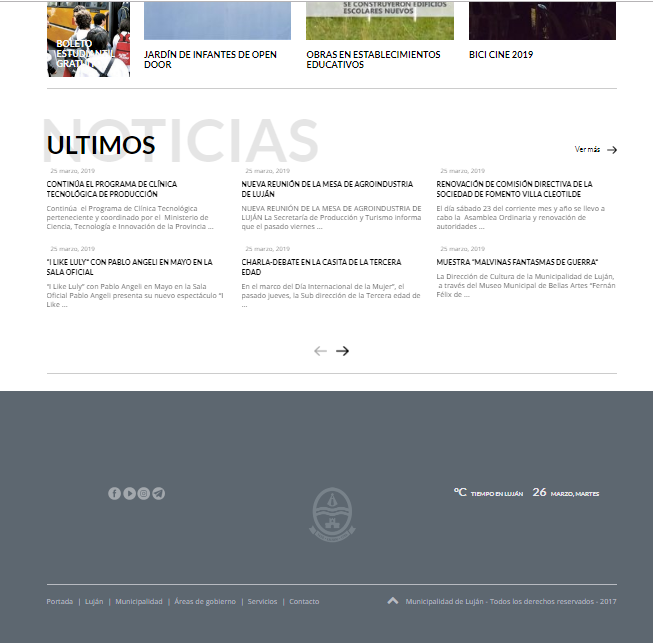 SE CONSTRUYERON EDIFICIOS
ESCOLARES NUEVOS
BOLETO
ESTUDIANTIL
GRATUITO
JARDÍN DE INFANTES DE OPEN
DOOR
OBRAS EN ESTABLECIMIENTOS
EDUCATIVOS
BICI CINE 2019
NOTICIAS
ULTIMOS
Ver más
25 marzo, 2019
CONTINÚA EL PROGRAMA DE CLÍNICA
TECNOLÓGICA DE PRODUCCIÓN
Continúa el Programa de Clínica Tecnológica
perteneciente y coordinado por el Ministerio de
Ciencia, Tecnología e Innovación de la Provincia ...
25 marzo, 2019
NUEVA REUNIÓN DE LA MESA DE AGROINDUSTRIA
DE LUJÁN
NUEVA REUNIÓN DE LA MESA DE AGROINDUSTRIA DE
LUJÁN La Secretaría de Producción y Turismo informa
que el pasado viernes ...
25 marzo, 2019
RENOVACIÓN DE COMISIÓN DIRECTIVA DE LA
SOCIEDAD DE FOMENTO VILLA CLEOTILDE
El día sábado 23 del corriente mes y año se llevo a
cabo la Asamblea Ordinaria y renovación de
autoridades ...
25 marzo, 2019
"I LIKE LULY" CON PABLO ANGELI EN MAYO EN LA
SALA OFICIAL
"I Like Luly" con Pablo Angeli en Mayo en la Sala
Oficial Pablo Angeli presenta su nuevo espectáculo "I
Like ...
25 marzo, 2019
CHARLA-DEBATE EN LA CASITA DE LA TERCERA
EDAD
En el marco del Día Internacional de la Mujer", el
pasado jueves, la Sub dirección de la Tercera edad de
...
25 marzo, 2019
MUESTRA "MALVINAS FANTASMAS DE GUERRA"
La Dirección de Cultura de la Municipalidad de Luján,
a través del Museo Municipal de Bellas Artes "Fernán
Félix de ...
ºC TIEMPO EN LUJÁN 26 MARZO, MARTES
Portada | Luján | Municipalidad | Áreas de gobierno | Servicios | Contacto
Municipalidad de Luján - Todos los derechos reservados - 2017